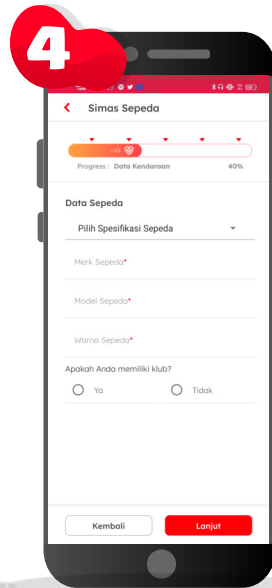 4
Simas Sepeda
Progress : Data Kendaraan 40%
Data Sepeda
Pilih Spesifikasi Sepeda
Merk Sepeda*
Model Sepeda*
Warna Sepeda*
Apakah Anda memiliki klub?
Ya Tidak
Kembali Lanjut